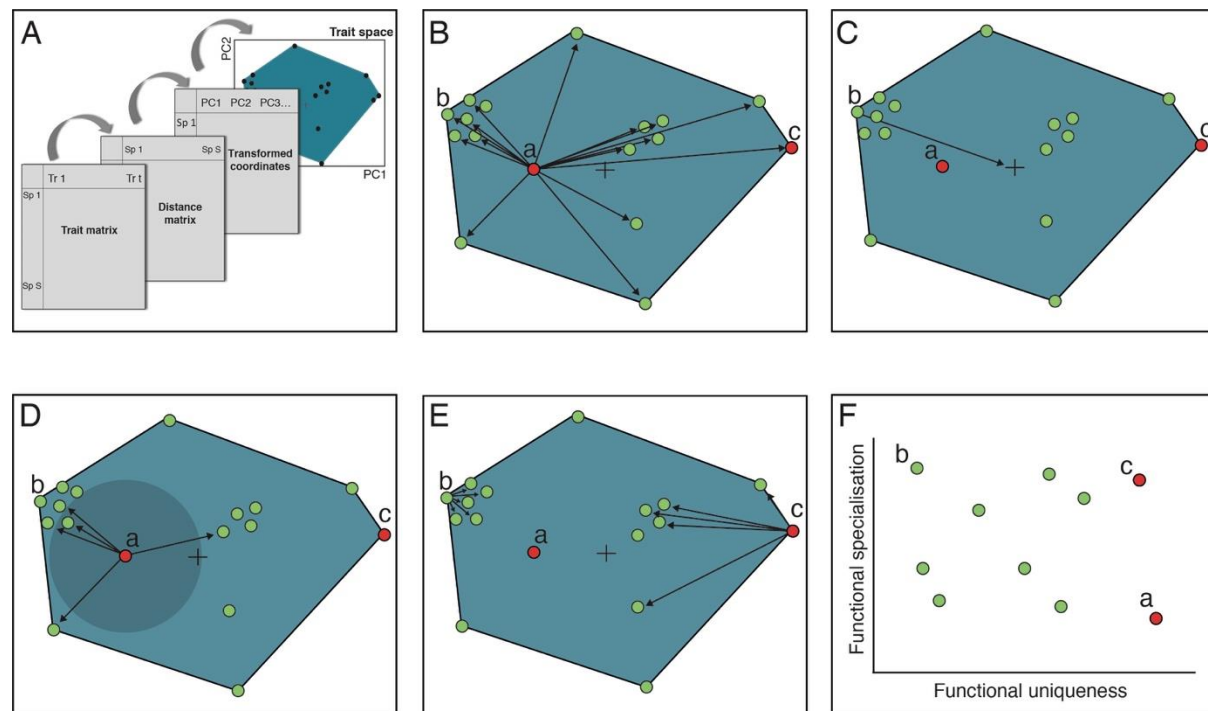 A
Trait space
PC2
PC1
PC1 PC2 PC3...
Sp 1
Transformed
coordinates
Sp 1 Sp S
Distance
matrix
Tr 1 Tr t
Sp 1
Trait matrix
Sp S
B
b
a
c
C
b
a
c
D
b
a
c
E
b
a
c
F
b
c
a
Functional specialisation
Functional uniqueness